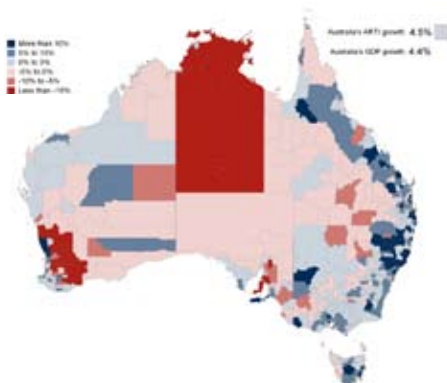 More than 10%
5% to 10%
0% to 5%
-5% to 0%
-10% to -5%
Less than -10%
Australia's ARTI growth: 4.5%
Australia's GDP growth: 4.4%